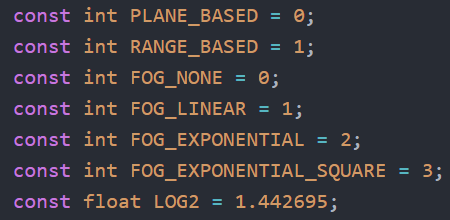 const int PLANE_BASED = 0;
const int RANGE_BASED = 1;
const int FOG_NONE = 0;
const int FOG_LINEAR = 1;
const int FOG_EXPONENTIAL = 2;
const int FOG_EXPONENTIAL_SQUARE = 3;
const float LOG2 = 1.442695;